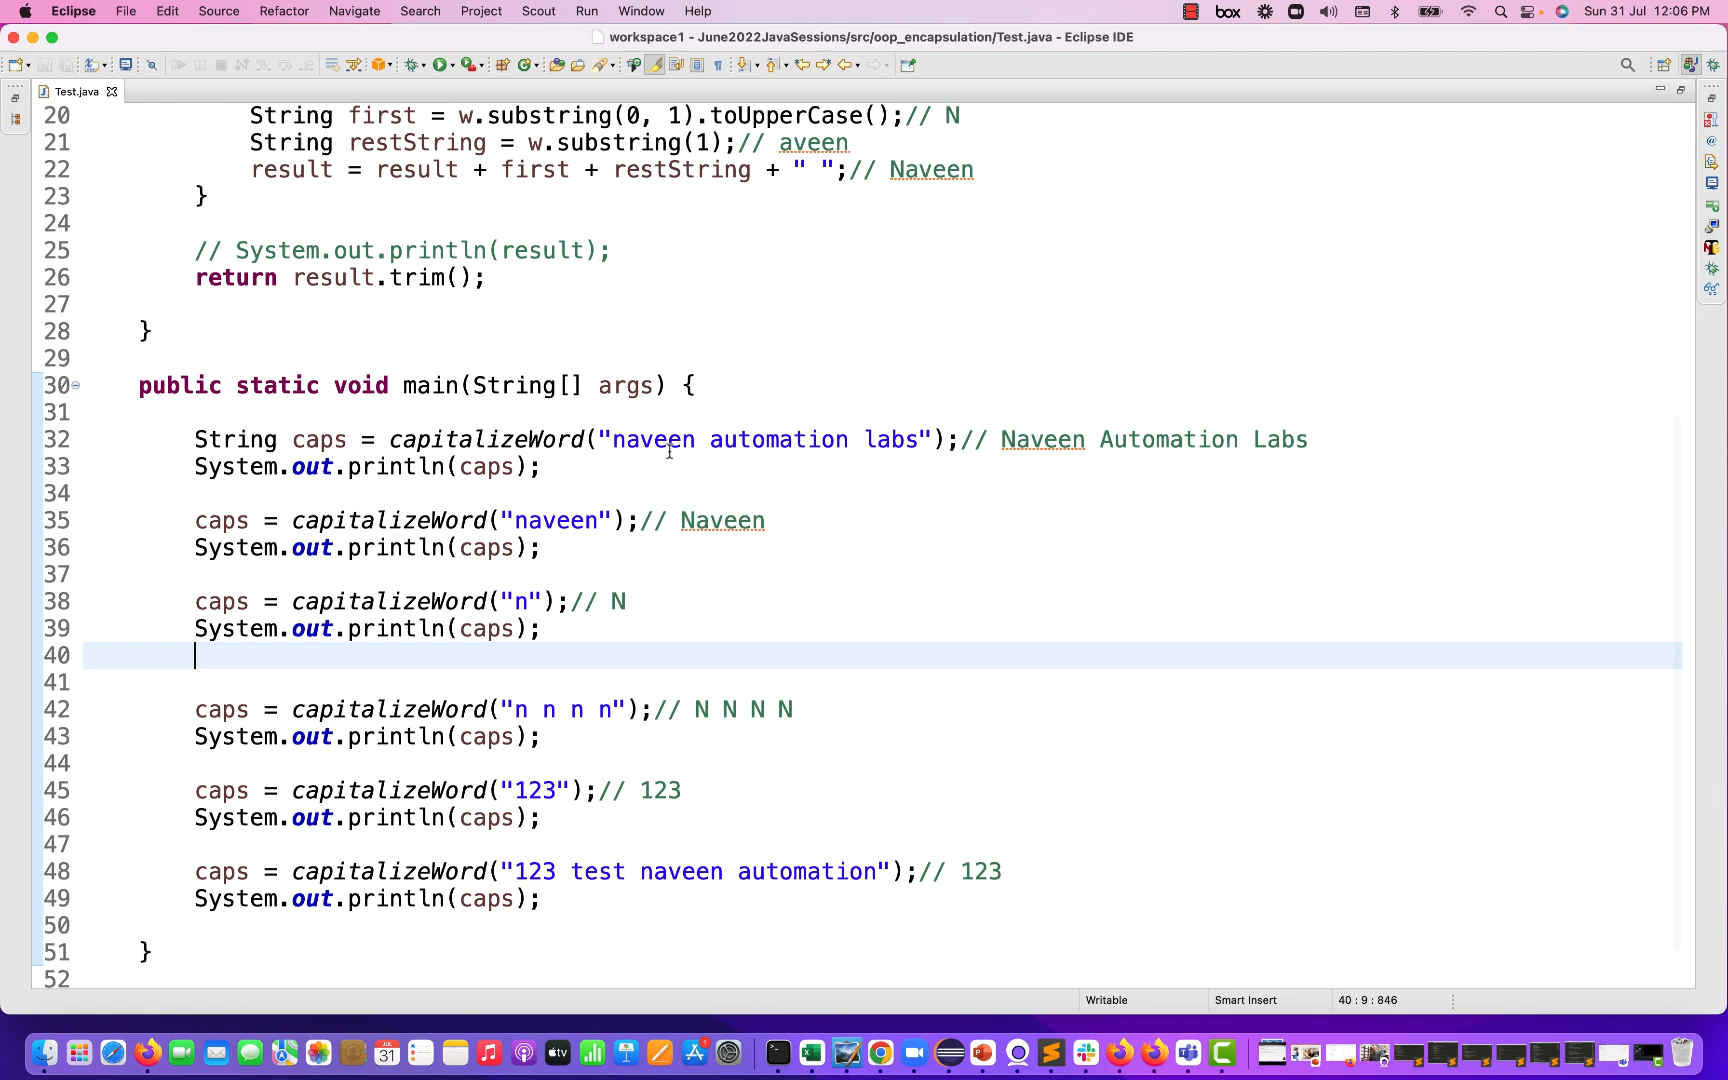 Eclipse File Edit Source Refactor Navigate Search Project Scout Run Window Help box Sun 31 Jul 12:06 PM
workspace1 - June2022JavaSessions/src/oop_encapsulation/Test.java - Eclipse IDE
Test.java
20 String first = w.substring(0, 1).toUpperCase();// N
21 String restString = w.substring(1);// aveen
22 result = result + first + restString + " ";// Naveen
23 }
24
25 // System.out.println(result);
26 return result.trim();
27
28 }
29
30 public static void main(String[] args) {
31
32 String caps = capitalizeWord("naveen automation labs");// Naveen Automation Labs
33 System.out.println(caps);
34
35 caps = capitalizeWord("naveen");// Naveen
36 System.out.println(caps);
37
38 caps = capitalizeWord("n");// N
39 System.out.println(caps);
40
41
42 caps = capitalizeWord("n n n n");// N N N N
43 System.out.println(caps);
44
45 caps = capitalizeWord("123");// 123
46 System.out.println(caps);
47
48 caps = capitalizeWord("123 test naveen automation");// 123
49 System.out.println(caps);
50
51 }
52
Writable Smart Insert 40 : 9 : 846
JUL
31
tv